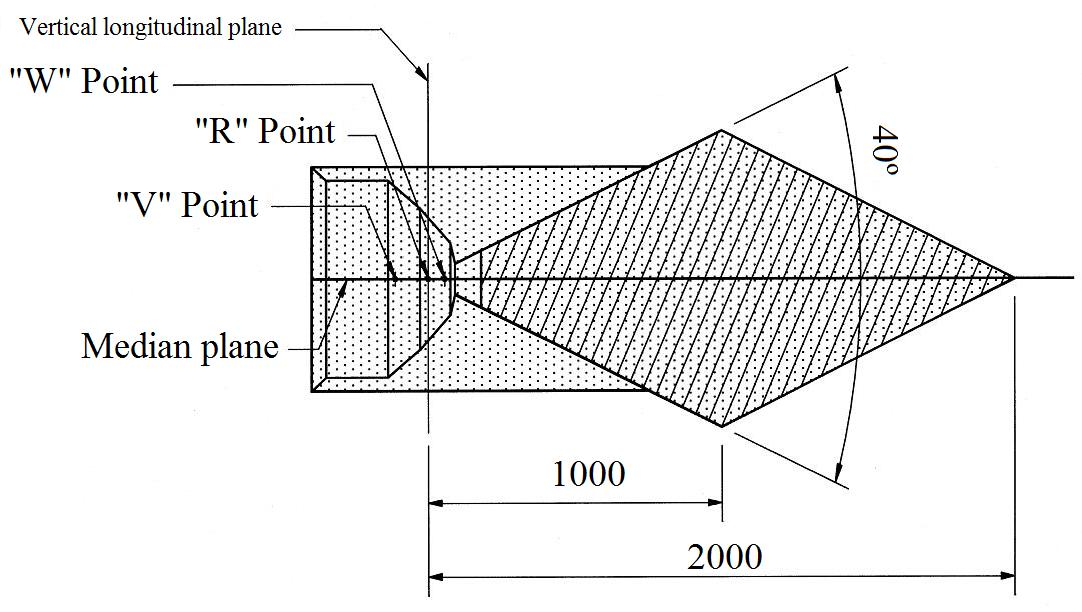 Vertical longitudinal plane
"W" Point
"R" Point
"V" Point
40°
Median plane
1000
2000